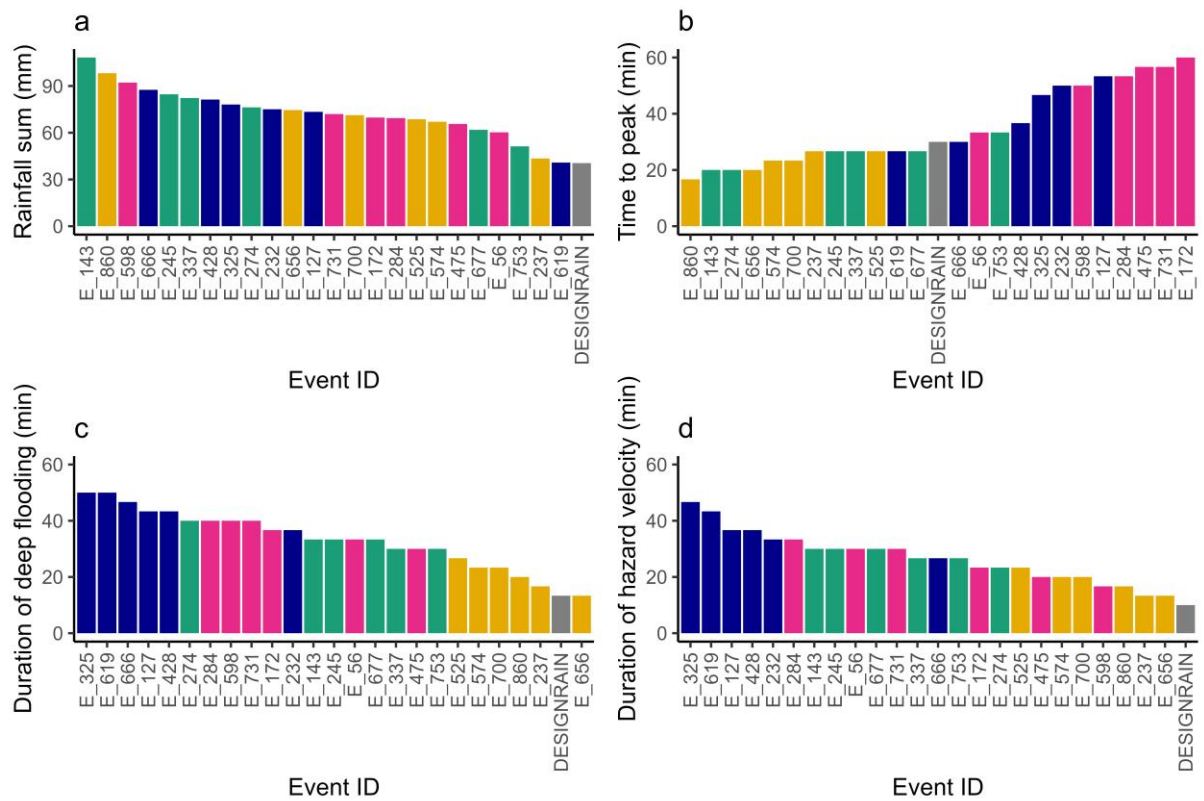 a
Rainfall sum (mm)
90
60
30
0
E_143
E_860
E_598
E_666
E_245
E_337
E_428
E_325
E_274
E_232
E_656
E_127
E_731
E_700
E_172
E_284
E_525
E_574
E_475
E_677
E_56
E_753
E_237
E_619
DESIGNRAIN
Event ID
b
Time to peak (min)
60
40
20
0
E_860
E_143
E_274
E_656
E_574
E_700
E_237
E_245
E_337
E_525
E_619
E_677
DESIGNRAIN
E_666
E_56
E_753
E_428
E_325
E_232
E_598
E_127
E_284
E_475
E_731
E_172
Event ID
c
Duration of deep flooding (min)
60
40
20
0
E_325
E_619
E_666
E_127
E_428
E_274
E_284
E_598
E_731
E_172
E_232
E_143
E_245
E_56
E_677
E_337
E_475
E_753
E_525
E_574
E_700
E_860
E_237
DESIGNRAIN
E_656
Event ID
d
Duration of hazard velocity (min)
60
40
20
0
E_325
E_619
E_127
E_428
E_232
E_284
E_143
E_245
E_56
E_677
E_731
E_337
E_666
E_753
E_172
E_274
E_525
E_475
E_574
E_700
E_598
E_860
E_237
E_656
DESIGNRAIN
Event ID